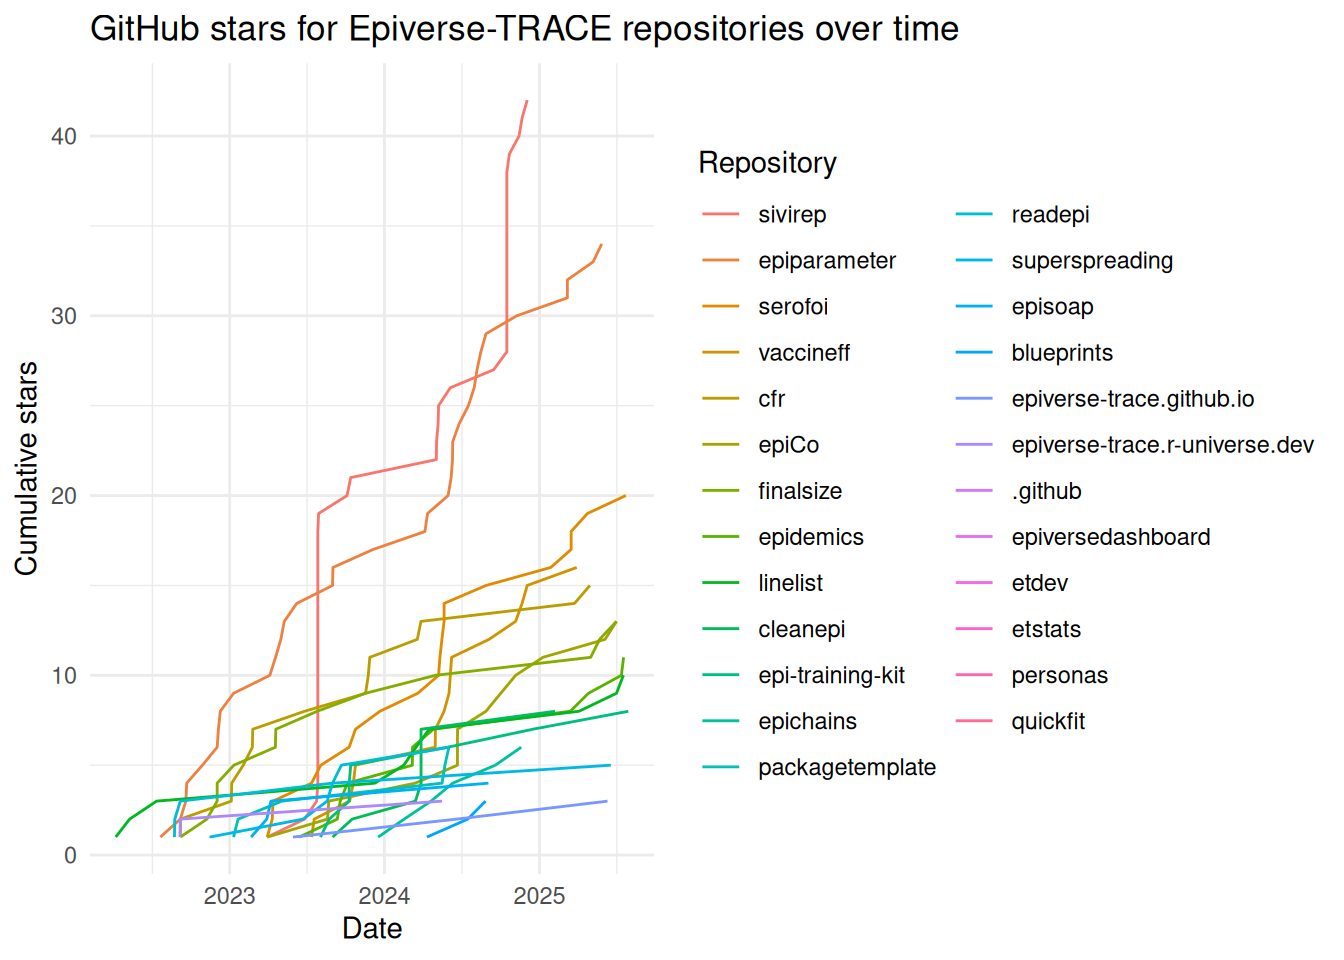 GitHub stars for Epiverse-TRACE repositories over time
Cumulative stars
40
30
20
10
0
2023
2024
2025
Date
Repository
sivirep
epiparameter
serofoi
vaccineff
cfr
epiCo
finalsize
epidemics
linelist
cleanepi
epi-training-kit
epichains
packagetemplate
readepi
superspreading
episoap
blueprints
epiverse-trace.github.io
epiverse-trace.r-universe.dev
.github
epiversedashboard
etdev
etstats
personas
quickfit